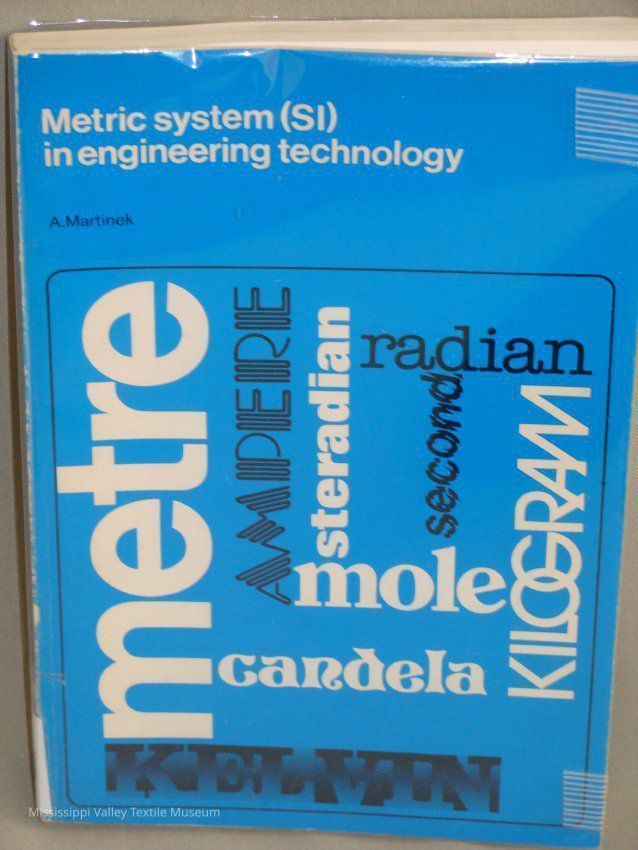 Metric system (SI)
in engineering technology
A.Martinek
metre
AMPERE
steradian
radian
second
KILOGRAM
mole
candela
KELVIN
Mississippi Valley Textile Museum